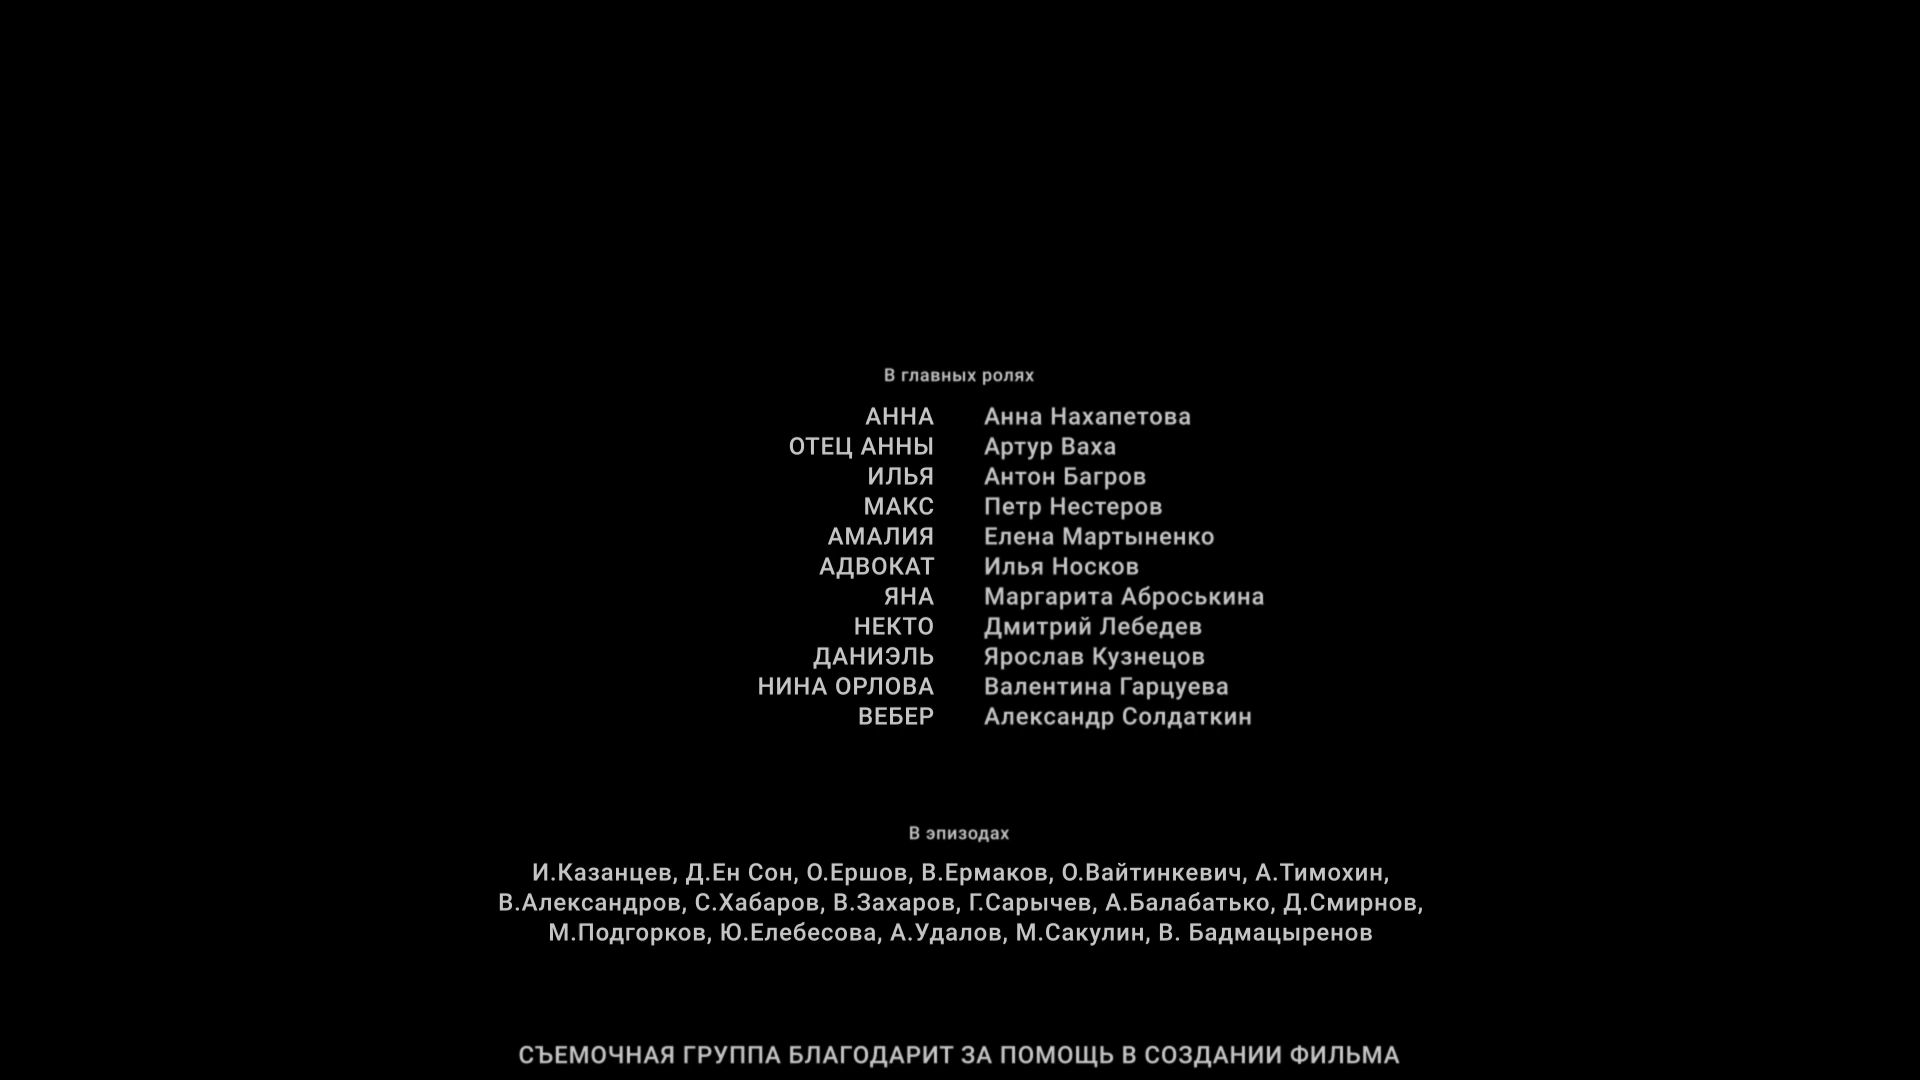 В главных ролях
АННА Анна Нахапетова
ОТЕЦ АННЫ Артур Ваха
ИЛЬЯ Антон Багров
МАКС Петр Нестеров
АМАЛИЯ Елена Мартыненко
АДВОКАТ Илья Носков
ЯНА Маргарита Аброськина
НЕКТО Дмитрий Лебедев
ДАНИЭЛЬ Ярослав Кузнецов
НИНА ОРЛОВА Валентина Гарцуева
ВЕБЕР Александр Солдаткин
В эпизодах
И.Казанцев, Д.Ен Сон, О.Ершов, В.Ермаков, О.Вайтинкевич, А.Тимохин,
В.Александров, С.Хабаров, В.Захаров, Г.Сарычев, А.Балабатько, Д.Смирнов,
М.Подгорков, Ю.Елебесова, А.Удалов, М.Сакулин, В. Бадмацыренов
СЪЕМОЧНАЯ ГРУППА БЛАГОДАРИТ ЗА ПОМОЩЬ В СОЗДАНИИ ФИЛЬМА